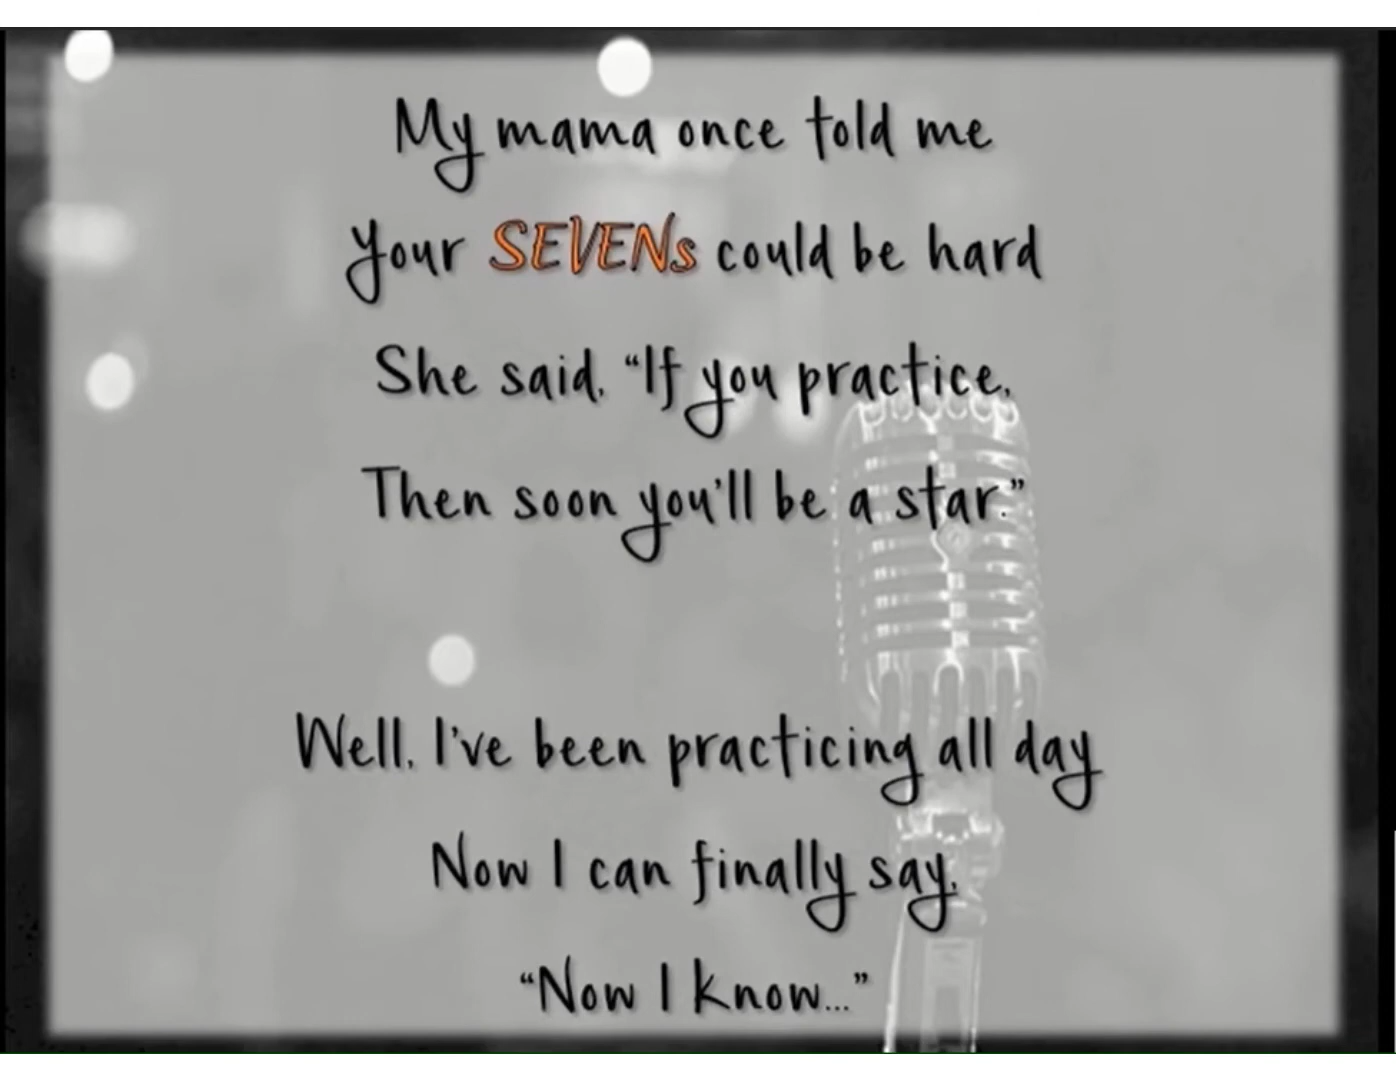 My mama once told me
Your SEVENs could be hard
She said, "If you practice,
Then soon you'll be a star."
Well, I've been practicing all day
Now I can finally say,
"Now I know..."